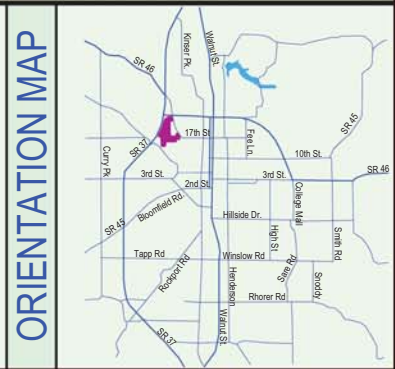 ORIENTATION MAP
Kinser Pk.
Walnut St.
SR 46
SR 45
17th St
Fee Ln.
SR 37
Curry Pk
10th St.
3rd St.
3rd St.
SR 46
2nd St.
College Mall
Bloomfield Rd.
SR 45
Hillside Dr.
High St.
Smith Rd.
Tapp Rd
Winslow Rd
Rockport Rd
Sare Rd
Snoddy
Henderson
Rhorer Rd
Walnut St.
SR 37